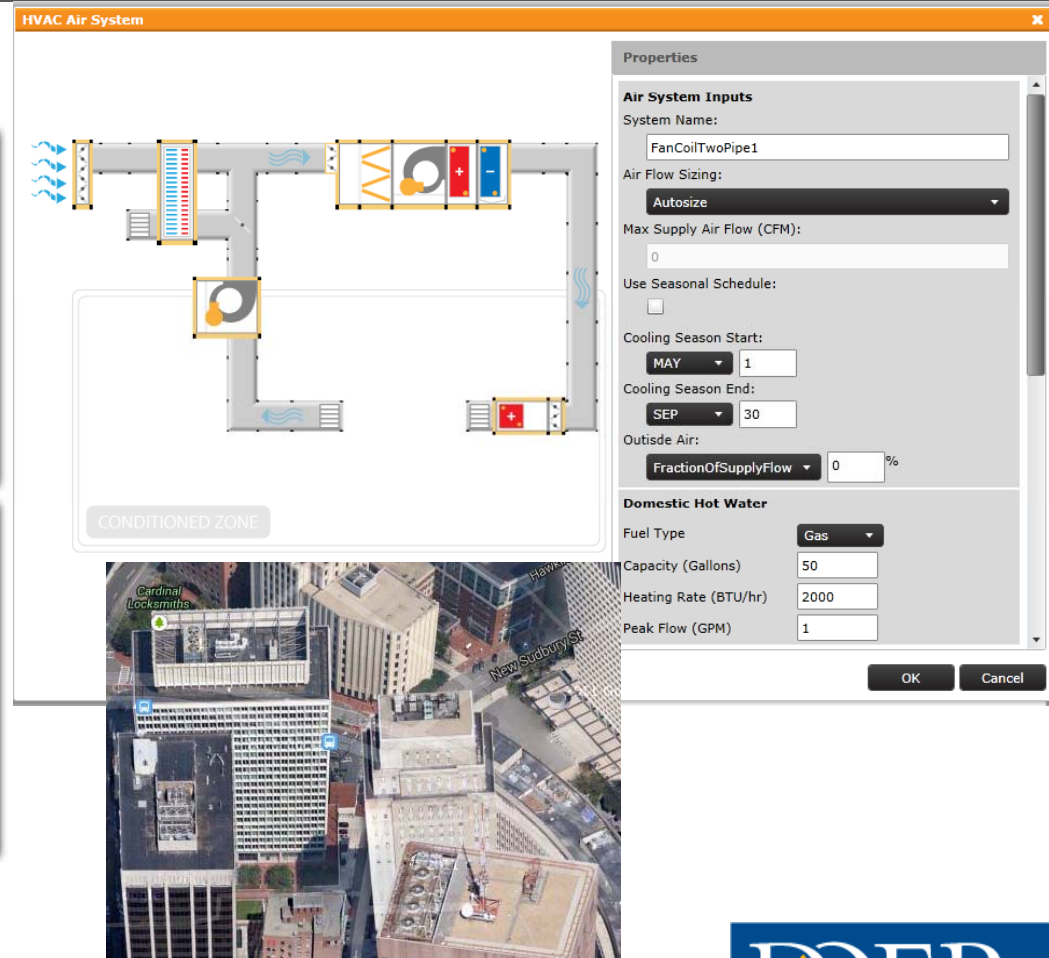 HVAC Air System
Properties
Air System Inputs
System Name:
FanCoilTwoPipe1
Air Flow Sizing:
Autosize
Max Supply Air Flow (CFM):
0
Use Seasonal Schedule:
Cooling Season Start:
MAY 1
Cooling Season End:
SEP 30
Outisde Air:
FractionOfSupplyFlow 0 %
Domestic Hot Water
Fuel Type Gas
Capacity (Gallons) 50
Heating Rate (BTU/hr) 2000
Peak Flow (GPM) 1
OK Cancel
+ -
+
CONDITIONED ZONE
Cardinal
Locksmiths
New Sudbury St